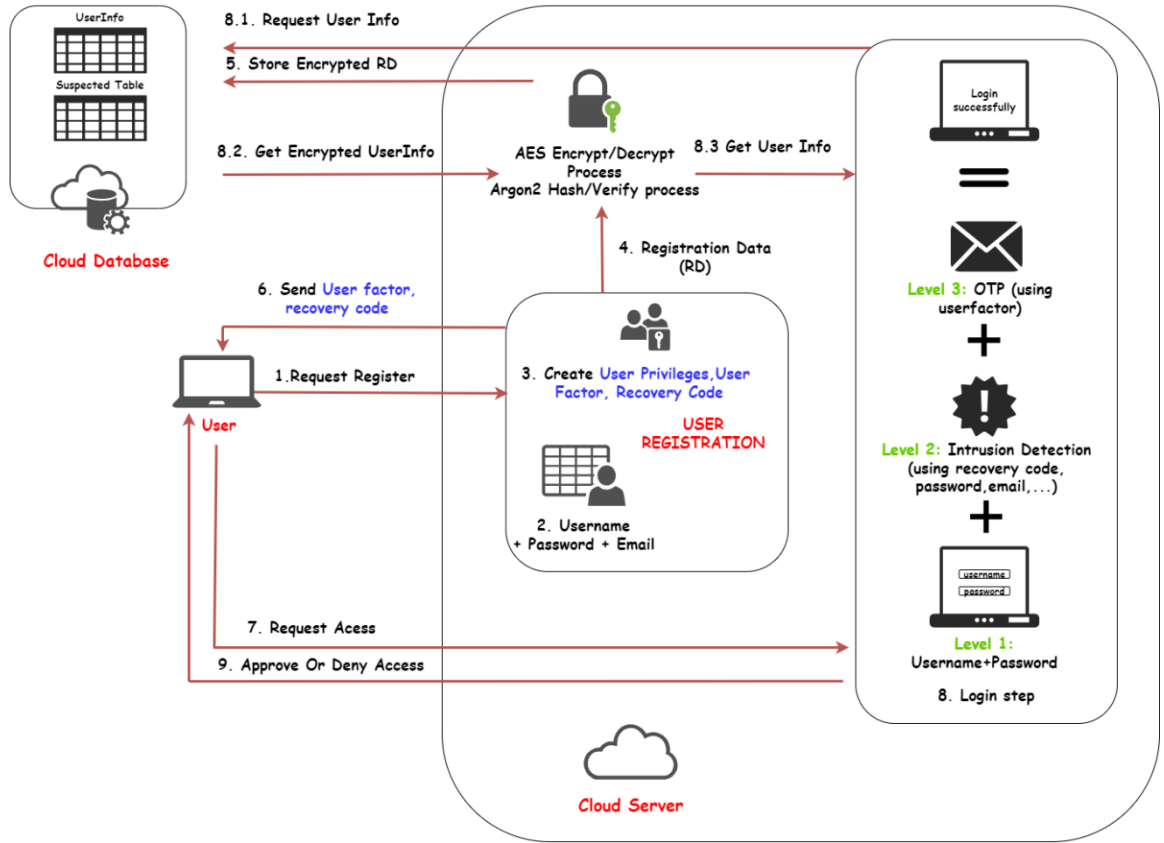 UserInfo
Suspected Table
Cloud Database
8.1. Request User Info
5. Store Encrypted RD
8.2. Get Encrypted UserInfo
AES Encrypt/Decrypt
Process
Argon2 Hash/Verify process
8.3 Get User Info
4. Registration Data
(RD)
6. Send User factor,
recovery code
1.Request Register
User
3. Create User Privileges,User
Factor, Recovery Code
USER
REGISTRATION
2. Username
+ Password + Email
7. Request Acess
9. Approve Or Deny Access
Cloud Server
Login
successfully
=
Level 3: OTP (using
userfactor)
+
Level 2: Intrusion Detection
(using recovery code,
password,email,...)
+
username
password
Level 1:
Username+Password
8. Login step